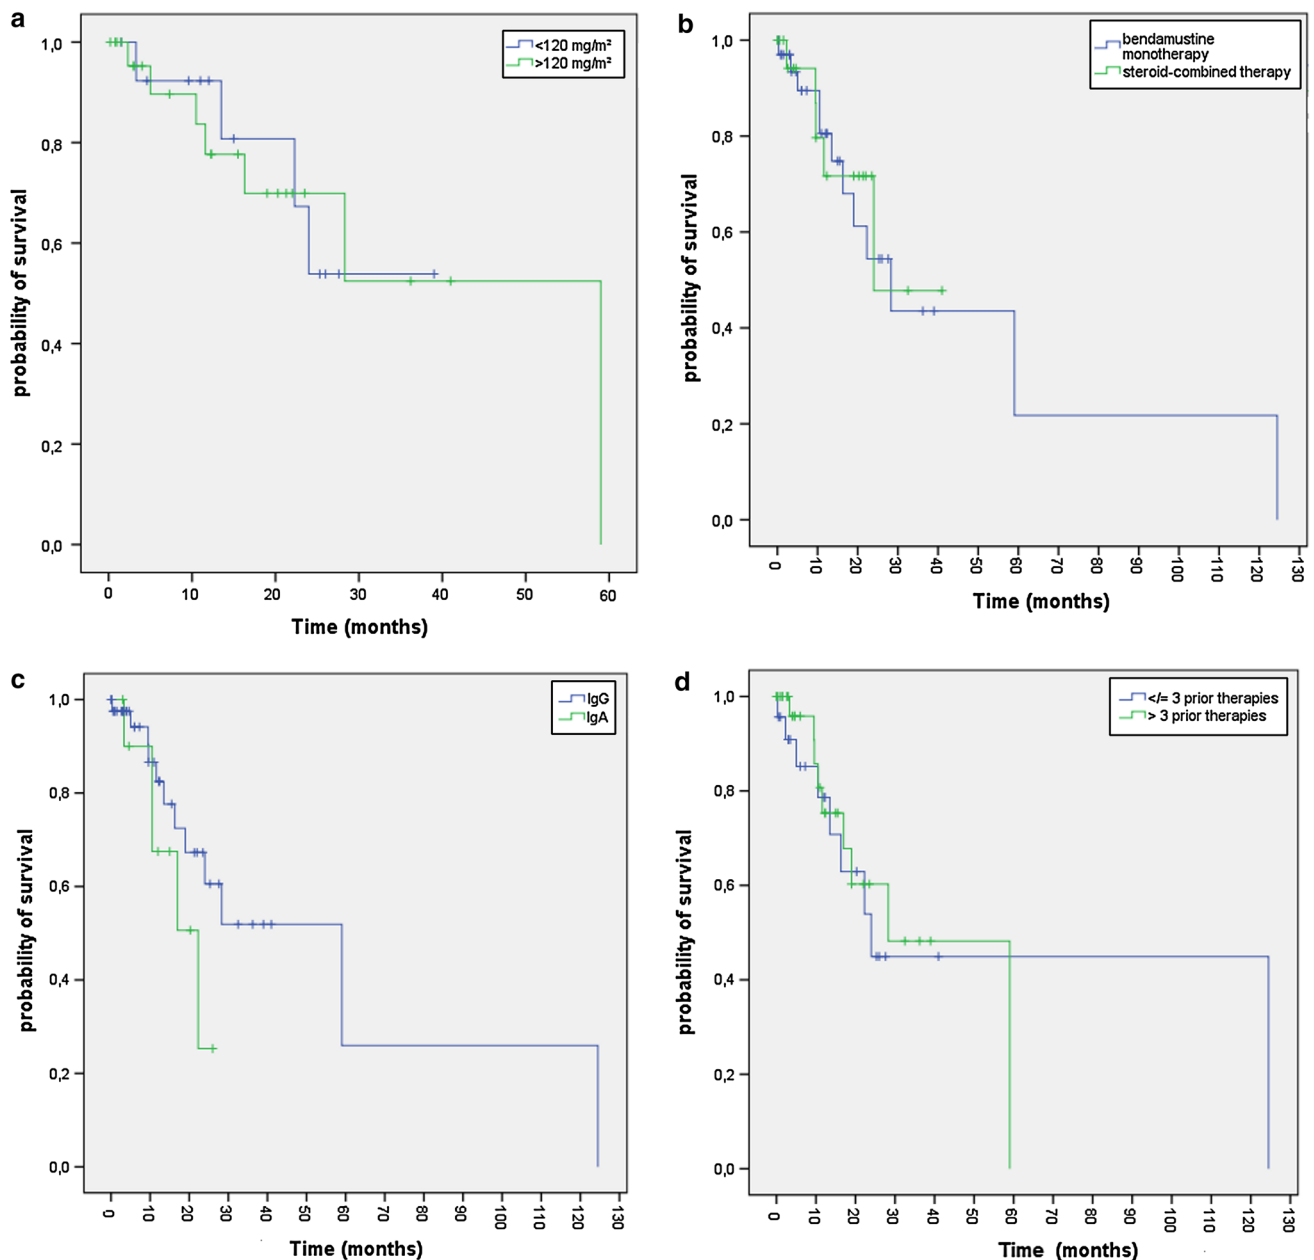 a
<120 mg/m²
>120 mg/m²
1,0
0,8
0,6
0,4
0,2
0,0
probability of survival
0 10 20 30 40 50 60
Time (months)
b
bendamustine
monotherapy
steroid-combined therapy
1,0
0,8
0,6
0,4
0,2
0,0
probability of survival
0 10 20 30 40 50 60 70 80 90 100 110 120 130
Time (months)
c
IgG
IgA
1,0
0,8
0,6
0,4
0,2
0,0
probability of survival
0 10 20 30 40 50 60 70 80 90 100 110 120 130
Time (months)
d
</= 3 prior therapies
> 3 prior therapies
1,0
0,8
0,6
0,4
0,2
0,0
probability of survival
0 10 20 30 40 50 60 70 80 90 100 110 120 130
Time (months)